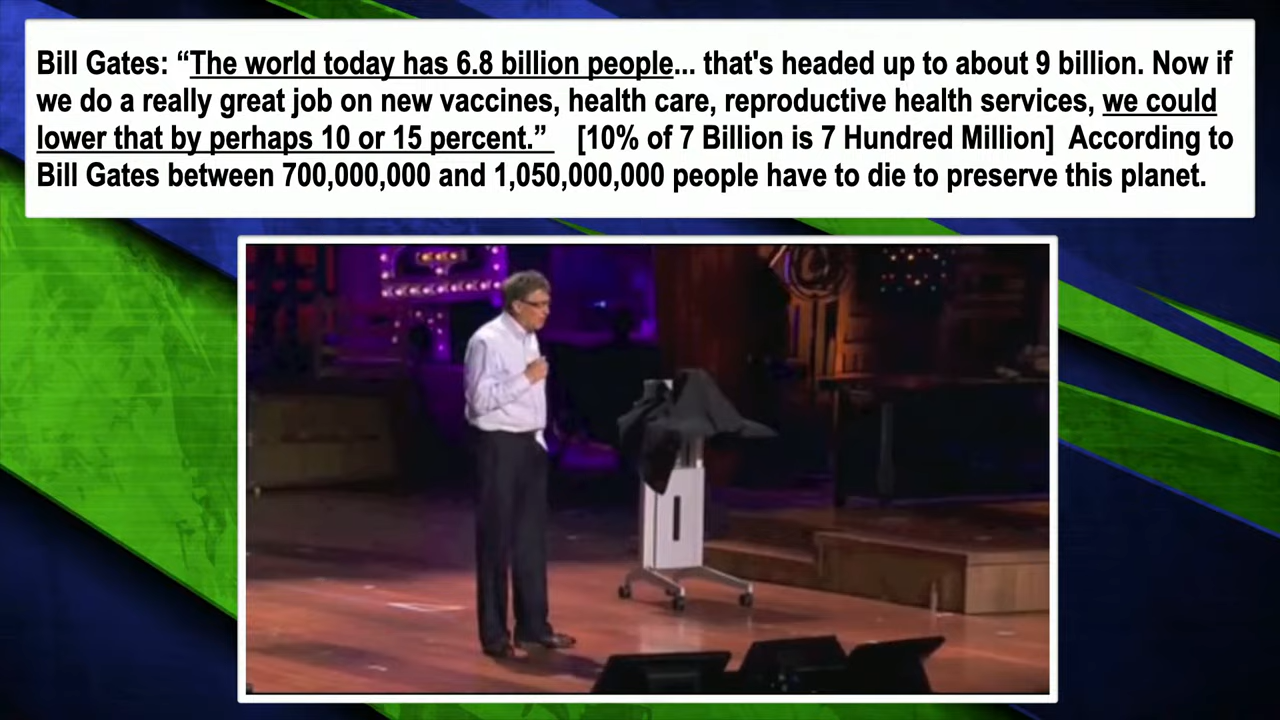 Bill Gates: “The world today has 6.8 billion people... that's headed up to about 9 billion. Now if
we do a really great job on new vaccines, health care, reproductive health services, we could
lower that by perhaps 10 or 15 percent.” [10% of 7 Billion is 7 Hundred Million] According to
Bill Gates between 700,000,000 and 1,050,000,000 people have to die to preserve this planet.